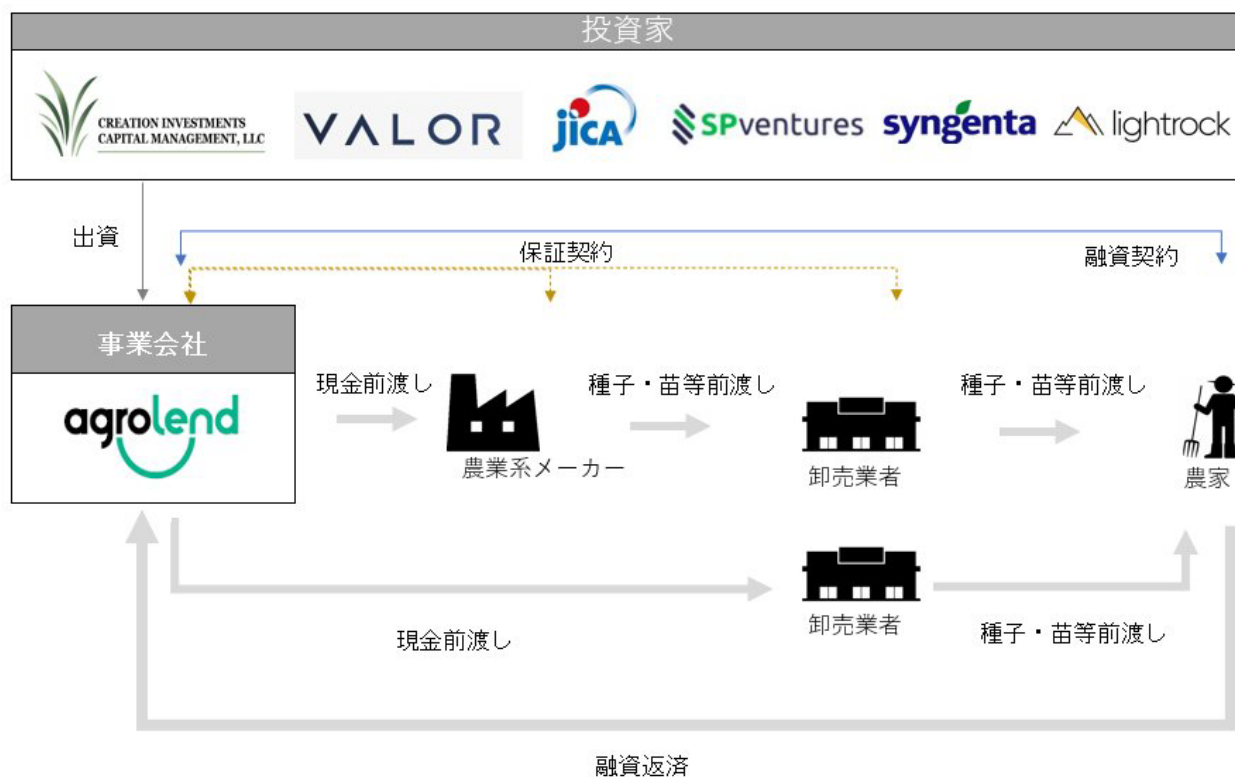 投資家
CREATION INVESTMENTS
CAPITAL MANAGEMENT, LLC
VALOR
jICA
SPventures
syngenta
lightrock
出資
保証契約
融資契約
事業会社
agrolend
現金前渡し
種子・苗等前渡し
種子・苗等前渡し
農業系メーカー
卸売業者
農家
卸売業者
現金前渡し
種子・苗等前渡し
融資返済